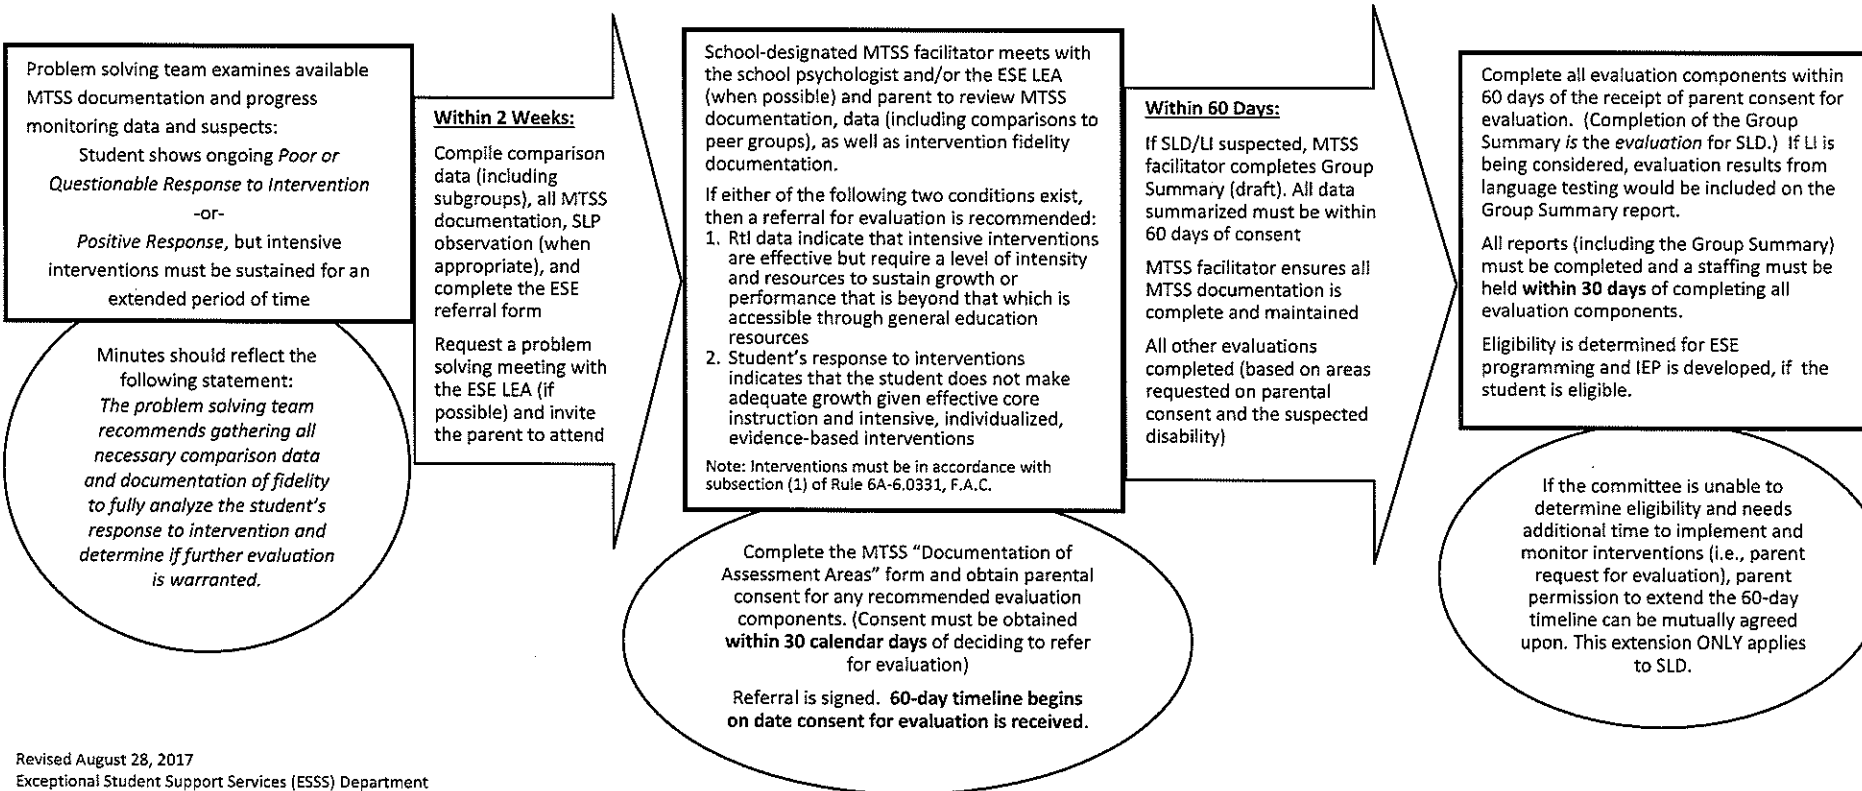 Problem solving team examines available
MTSS documentation and progress
monitoring data and suspects:
Student shows ongoing Poor or
Questionable Response to Intervention
-or-
Positive Response, but intensive
interventions must be sustained for an
extended period of time
Minutes should reflect the
following statement:
The problem solving team
recommends gathering all
necessary comparison data
and documentation of fidelity
to fully analyze the student's
response to intervention and
determine if further evaluation
is warranted.
Within 2 Weeks:
Compile comparison
data (including
subgroups), all MTSS
documentation, SLP
observation (when
appropriate), and
complete the ESE
referral form
Request a problem
solving meeting with
the ESE LEA (if
possible) and invite
the parent to attend
School-designated MTSS facilitator meets with
the school psychologist and/or the ESE LEA
(when possible) and parent to review MTSS
documentation, data (including comparisons to
peer groups), as well as intervention fidelity
documentation.
If either of the following two conditions exist,
then a referral for evaluation is recommended:
1. RtI data indicate that intensive interventions
are effective but require a level of intensity
and resources to sustain growth or
performance that is beyond that which is
accessible through general education
resources
2. Student's response to interventions
indicates that the student does not make
adequate growth given effective core
instruction and intensive, individualized,
evidence-based interventions
Note: Interventions must be in accordance with
subsection (1) of Rule 6A-6.0331, F.A.C.
Complete the MTSS "Documentation of
Assessment Areas" form and obtain parental
consent for any recommended evaluation
components. (Consent must be obtained
within 30 calendar days of deciding to refer
for evaluation)
Referral is signed. 60-day timeline begins
on date consent for evaluation is received.
Within 60 Days:
If SLD/LI suspected, MTSS
facilitator completes Group
Summary (draft). All data
summarized must be within
60 days of consent
MTSS facilitator ensures all
MTSS documentation is
complete and maintained
All other evaluations
completed (based on areas
requested on parental
consent and the suspected
disability)
Complete all evaluation components within
60 days of the receipt of parent consent for
evaluation. (Completion of the Group
Summary is the evaluation for SLD.) If LI is
being considered, evaluation results from
language testing would be included on the
Group Summary report.
All reports (including the Group Summary)
must be completed and a staffing must be
held within 30 days of completing all
evaluation components.
Eligibility is determined for ESE
programming and IEP is developed, if the
student is eligible.
If the committee is unable to
determine eligibility and needs
additional time to implement and
monitor interventions (i.e., parent
request for evaluation), parent
permission to extend the 60-day
timeline can be mutually agreed
upon. This extension ONLY applies
to SLD.
Revised August 28, 2017
Exceptional Student Support Services (ESSS) Department